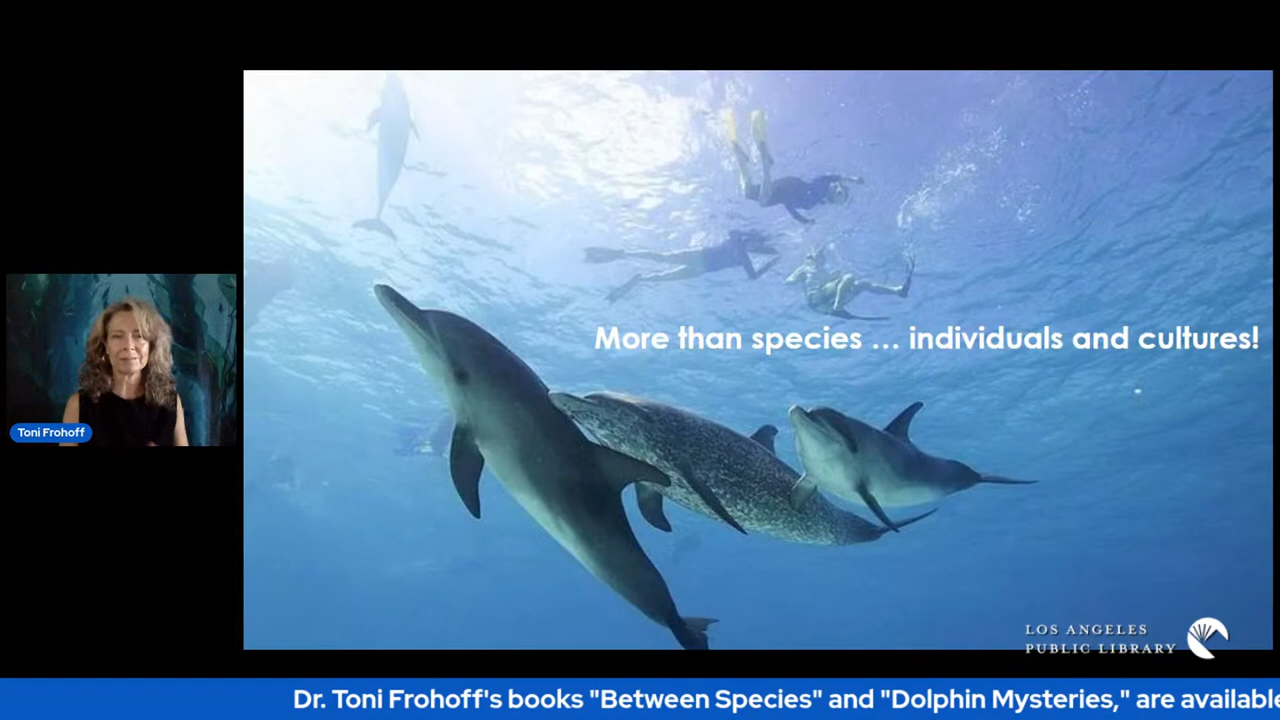 More than species ... individuals and cultures!
Toni Frohoff
LOS ANGELES
PUBLIC LIBRARY
Dr. Toni Frohoff's books "Between Species" and "Dolphin Mysteries," are available